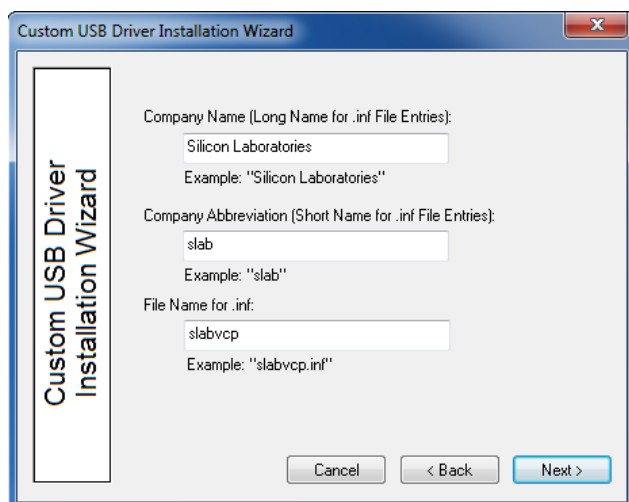 Custom USB Driver Installation Wizard
Custom USB Driver
Installation Wizard
Company Name (Long Name for .inf File Entries):
Silicon Laboratories
Example: "Silicon Laboratories"
Company Abbreviation (Short Name for .inf File Entries):
slab
Example: "slab"
File Name for .inf:
slabvcp
Example: "slabvcp.inf"
Cancel
< Back
Next >